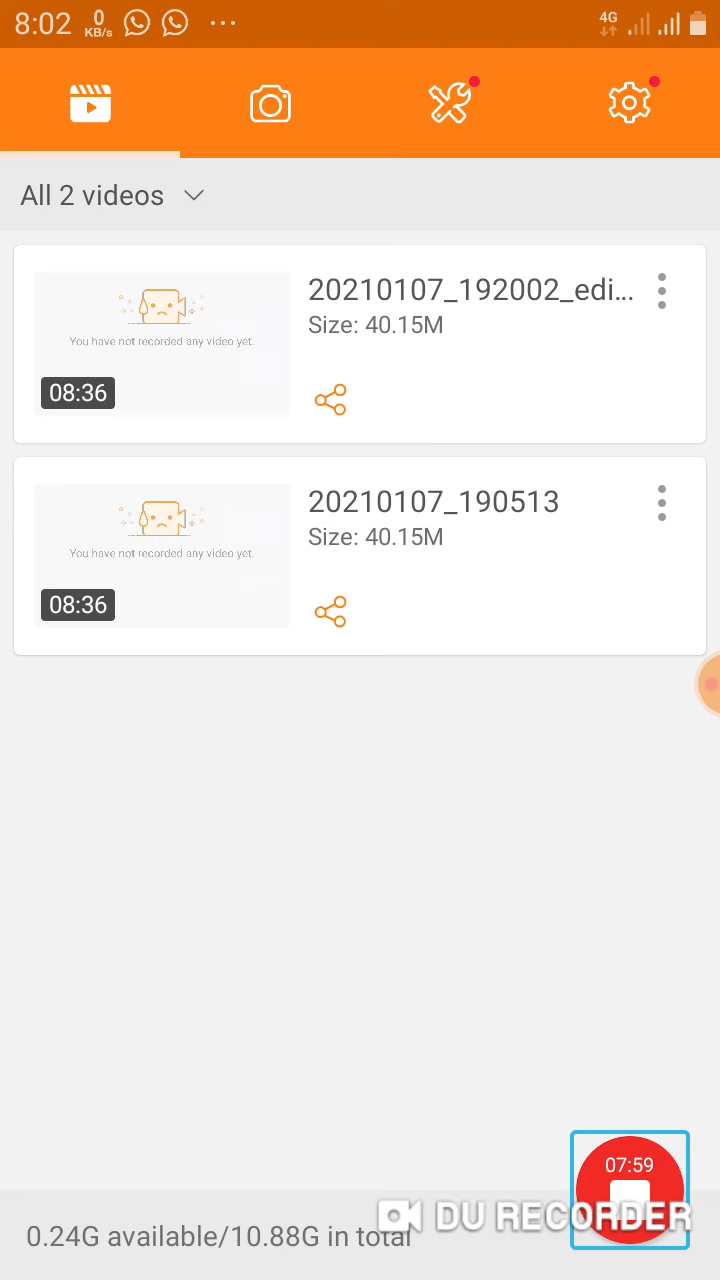 8:02 0 KB/s ... 4G
All 2 videos
You have not recorded any video yet.
08:36
20210107_192002_edi...
Size: 40.15M
You have not recorded any video yet.
08:36
20210107_190513
Size: 40.15M
07:59
DU RECORDER
0.24G available/10.88G in total